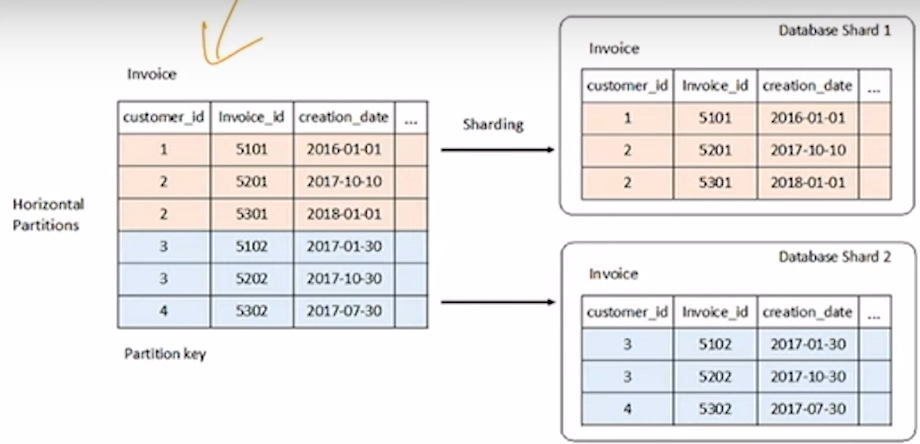 Invoice
customer_id Invoice_id creation_date ...
1 5101 2016-01-01
2 5201 2017-10-10
2 5301 2018-01-01
3 5102 2017-01-30
3 5202 2017-10-30
4 5302 2017-07-30
Horizontal
Partitions
Partition key
Sharding
Database Shard 1
Invoice
customer_id Invoice_id creation_date ...
1 5101 2016-01-01
2 5201 2017-10-10
2 5301 2018-01-01
Database Shard 2
Invoice
customer_id Invoice_id creation_date ...
3 5102 2017-01-30
3 5202 2017-10-30
4 5302 2017-07-30